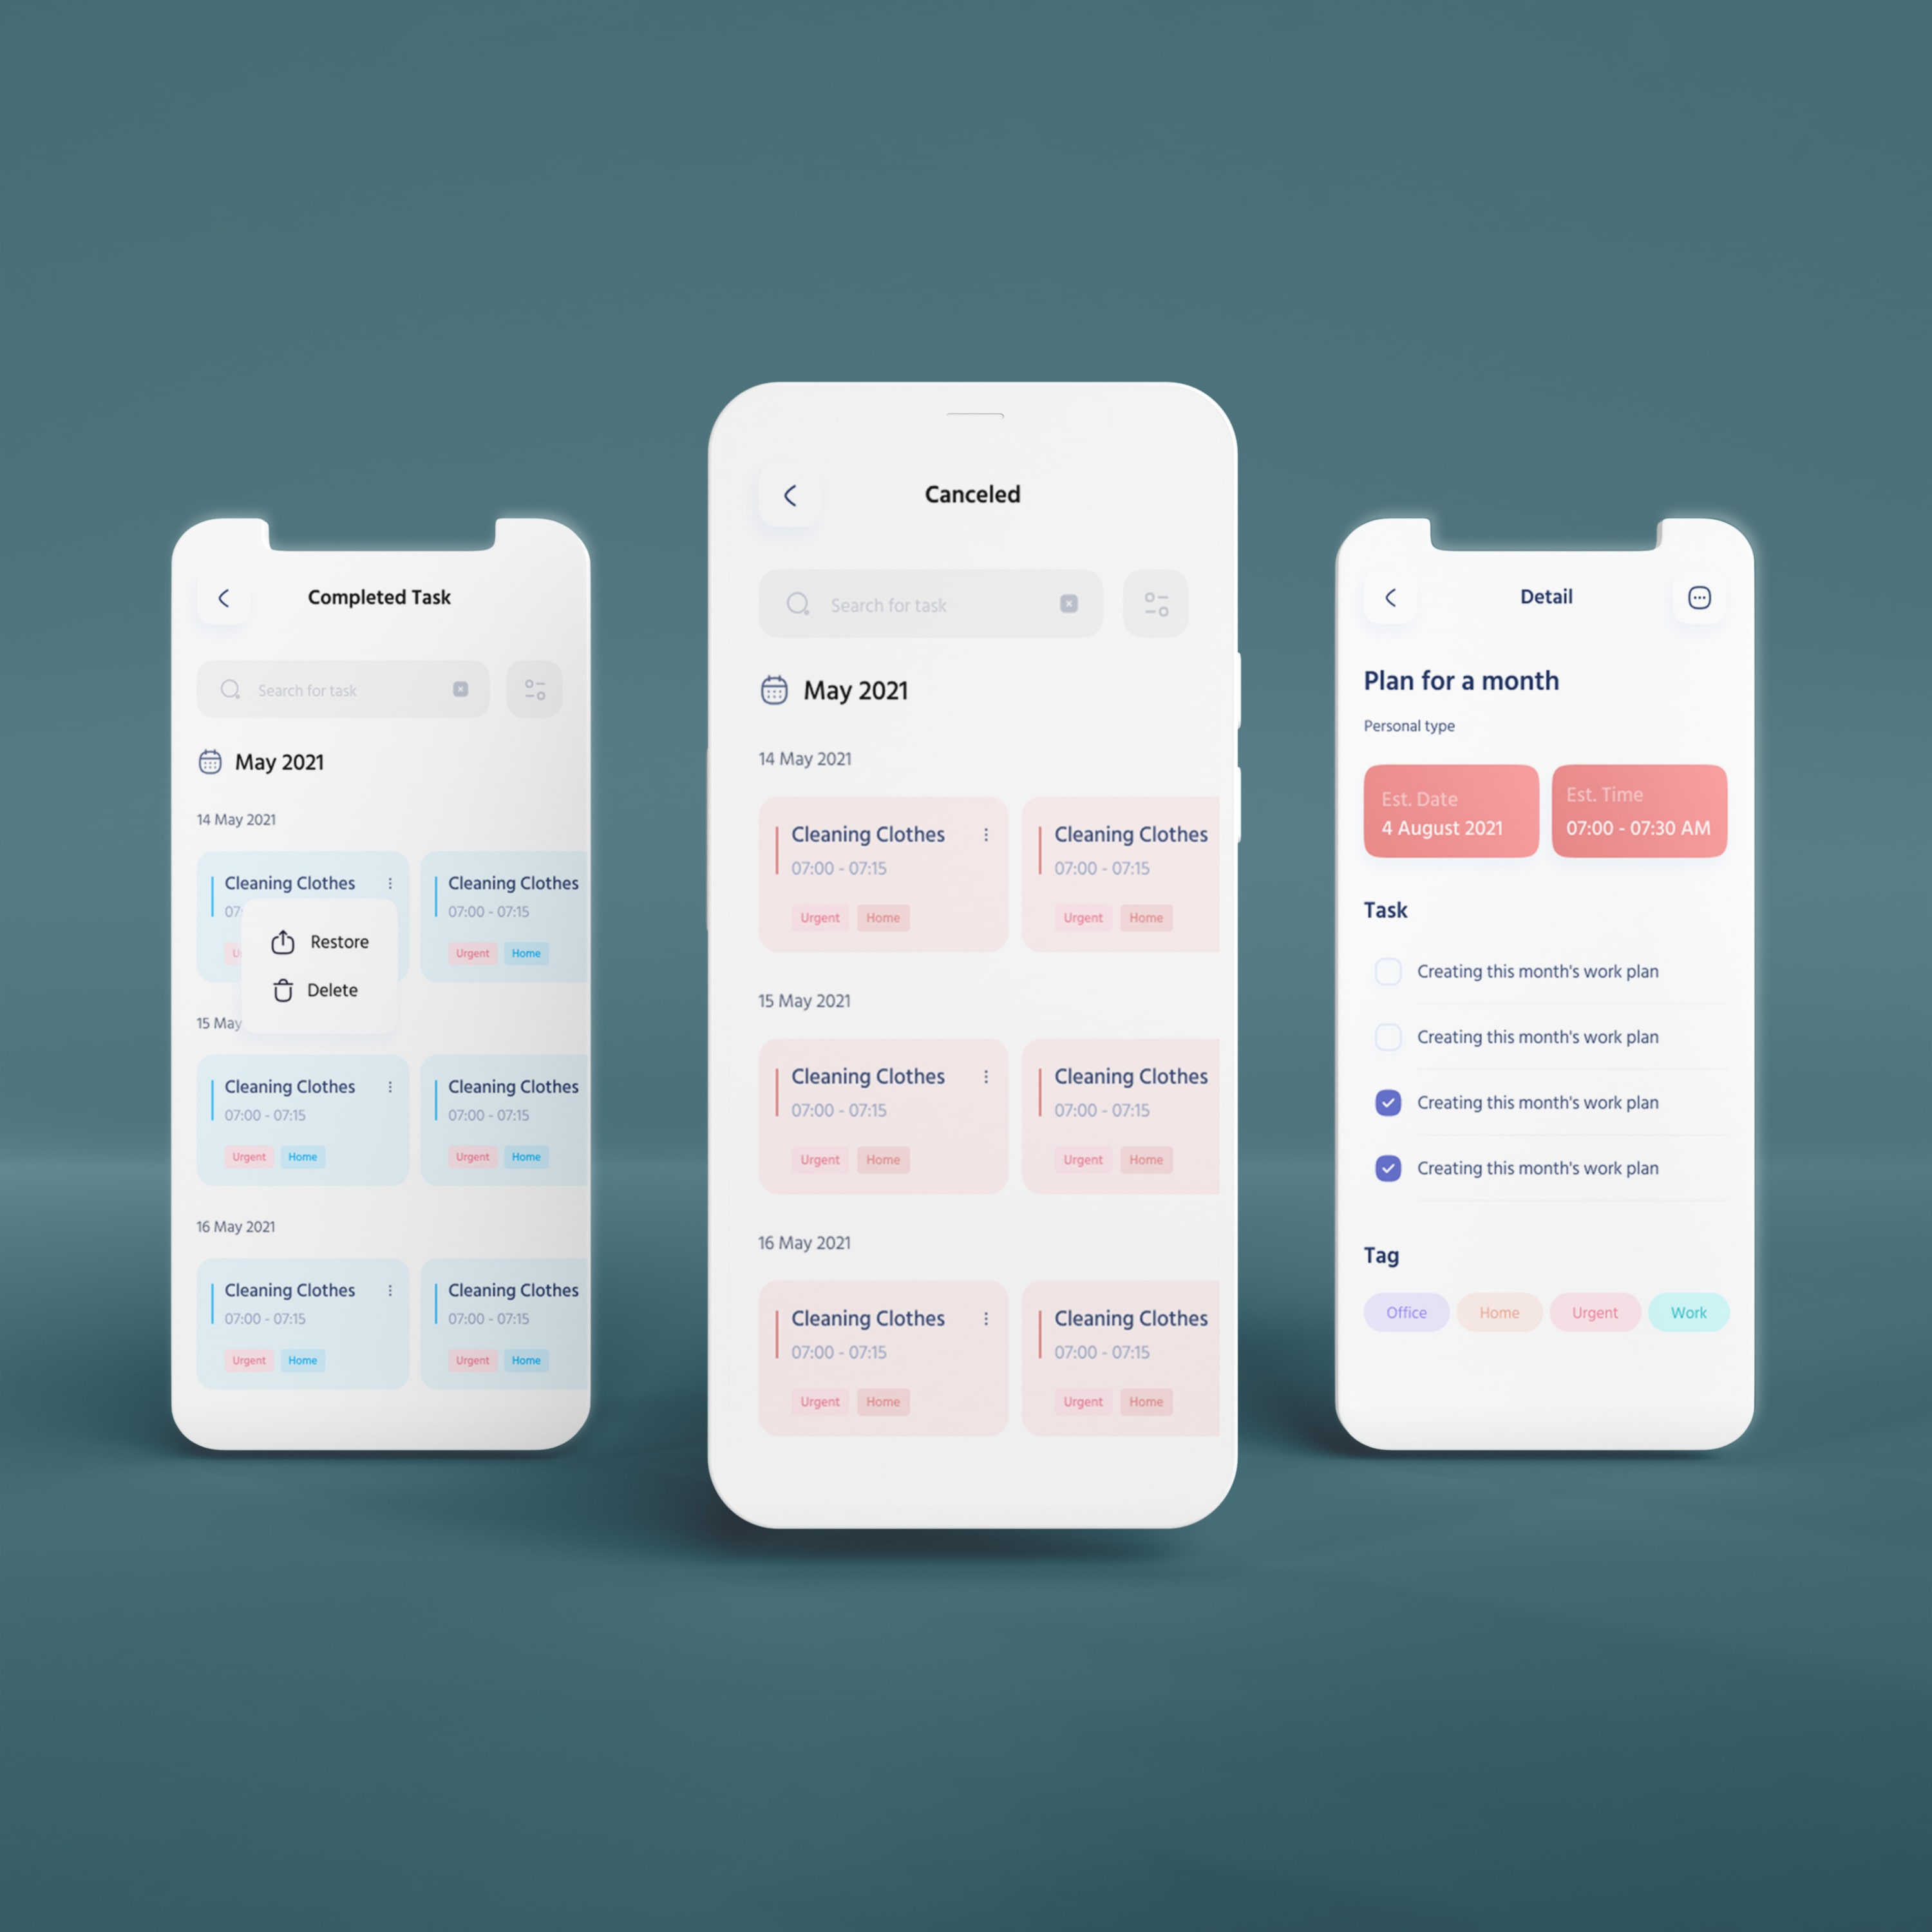 Completed Task
Search for task
May 2021
14 May 2021
Cleaning Clothes
07:
U
Cleaning Clothes
07:00 - 07:15
Urgent Home
Restore
Delete
15 May
Cleaning Clothes
07:00 - 07:15
Urgent Home
Cleaning Clothes
07:00 - 07:15
Urgent Home
16 May 2021
Cleaning Clothes
07:00 - 07:15
Urgent Home
Cleaning Clothes
07:00 - 07:15
Urgent Home
Canceled
Search for task
May 2021
14 May 2021
Cleaning Clothes
07:00 - 07:15
Urgent Home
Cleaning Clothes
07:00 - 07:15
Urgent Home
15 May 2021
Cleaning Clothes
07:00 - 07:15
Urgent Home
Cleaning Clothes
07:00 - 07:15
Urgent Home
16 May 2021
Cleaning Clothes
07:00 - 07:15
Urgent Home
Cleaning Clothes
07:00 - 07:15
Urgent Home
Detail
Plan for a month
Personal type
Est. Date
4 August 2021
Est. Time
07:00 - 07:30 AM
Task
Creating this month's work plan
Creating this month's work plan
Creating this month's work plan
Creating this month's work plan
Tag
Office Home Urgent Work